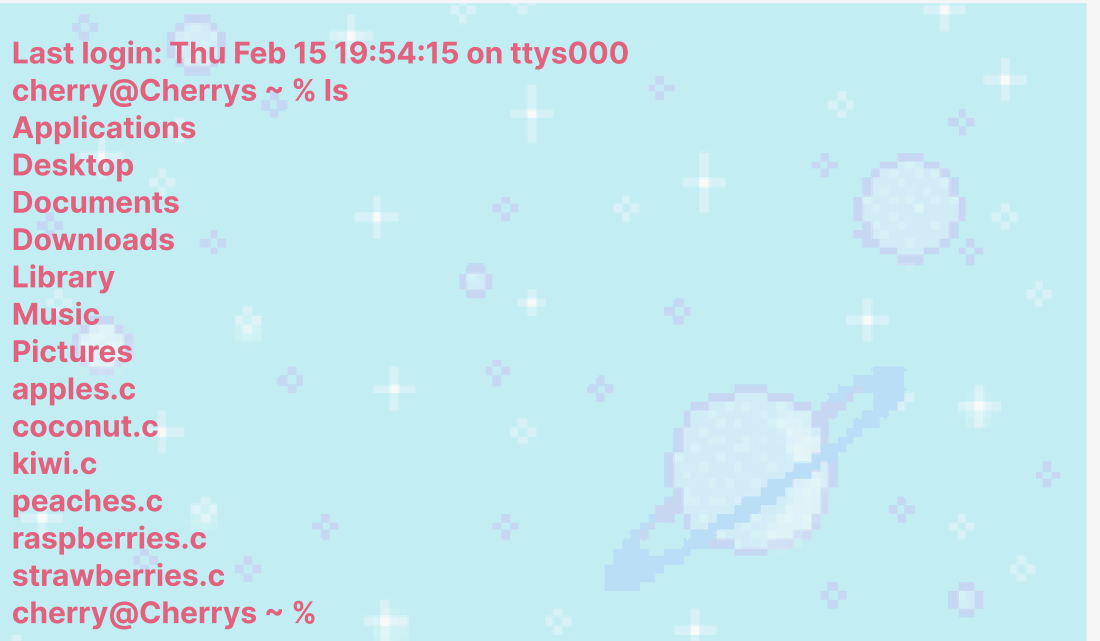 Last login: Thu Feb 15 19:54:15 on ttys000
cherry@Cherrys ~ % ls
Applications
Desktop
Documents
Downloads
Library
Music
Pictures
apples.c
coconut.c
kiwi.c
peaches.c
raspberries.c
strawberries.c
cherry@Cherrys ~ %